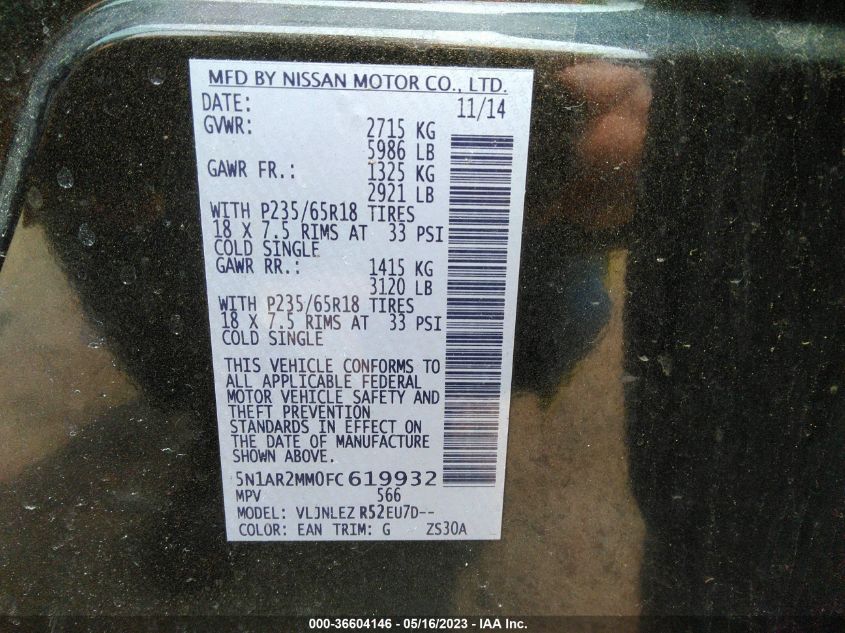 MFD BY NISSAN MOTOR CO., LTD.
DATE: 11/14
GVWR: 2715 KG
5986 LB
GAWR FR.: 1325 KG
2921 LB
WITH P235/65R18 TIRES
18 X 7.5 RIMS AT 33 PSI
COLD SINGLE
GAWR RR.: 1415 KG
3120 LB
WITH P235/65R18 TIRES
18 X 7.5 RIMS AT 33 PSI
COLD SINGLE
THIS VEHICLE CONFORMS TO
ALL APPLICABLE FEDERAL
MOTOR VEHICLE SAFETY AND
THEFT PREVENTION
STANDARDS IN EFFECT ON
THE DATE OF MANUFACTURE
SHOWN ABOVE.
5N1AR2MM0FC619932
MPV 566
MODEL: VLJNLEZ R52EU7D--
COLOR: EAN TRIM: G ZS30A
000-36604146 - 05/16/2023 - IAA Inc.